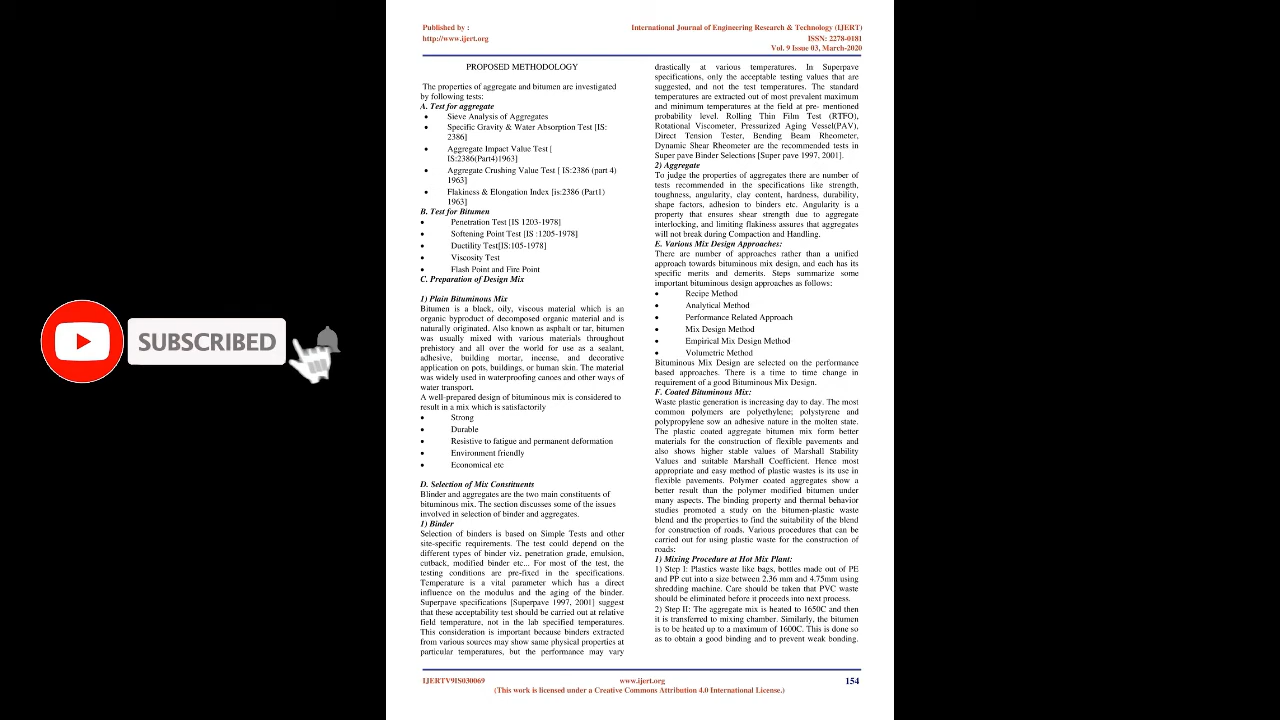 Published by :
http://www.ijert.org
International Journal of Engineering Research & Technology (IJERT)
ISSN: 2278-0181
Vol. 9 Issue 03, March-2020
PROPOSED METHODOLOGY
The properties of aggregate and bitumen are investigated
by following tests:
A. Test for aggregate
• Sieve Analysis of Aggregates
• Specific Gravity & Water Absorption Test [IS:
2386]
• Aggregate Impact Value Test [
IS:2386(Part4)1963]
• Aggregate Crushing Value Test [ IS:2386 (part 4)
1963]
• Flakiness & Elongation Index [is:2386 (Part1)
1963]
B. Test for Bitumen
• Penetration Test [IS 1203-1978]
• Softening Point Test [IS :1205-1978]
• Ductility Test[IS:105-1978]
• Viscosity Test
• Flash Point and Fire Point
C. Preparation of Design Mix
1) Plain Bituminous Mix
Bitumen is a black, oily, viscous material which is an
organic byproduct of decomposed organic material and is
naturally originated. Also known as asphalt or tar, bitumen
was usually mixed with various materials throughout
prehistory and all over the world for use as a sealant,
adhesive, building mortar, incense, and decorative
application on pots, buildings, or human skin. The material
was widely used in waterproofing canoes and other ways of
water transport.
A well-prepared design of bituminous mix is considered to
result in a mix which is satisfactorily
• Strong
• Durable
• Resistive to fatigue and permanent deformation
• Environment friendly
• Economical etc
D. Selection of Mix Constituents
Blinder and aggregates are the two main constituents of
bituminous mix. The section discusses some of the issues
involved in selection of binder and aggregates.
1) Binder
Selection of binders is based on Simple Tests and other
site-specific requirements. The test could depend on the
different types of binder viz. penetration grade, emulsion,
cutback, modified binder etc... For most of the test, the
testing conditions are pre-fixed in the specifications.
Temperature is a vital parameter which has a direct
influence on the modulus and the aging of the binder.
Superpave specifications [Superpave 1997, 2001] suggest
that these acceptability test should be carried out at relative
field temperature, not in the lab specified temperatures.
This consideration is important because binders extracted
from various sources may show same physical properties at
particular temperatures, but the performance may vary
drastically at various temperatures. In Superpave
specifications, only the acceptable testing values that are
suggested, and not the test temperatures. The standard
temperatures are extracted out of most prevalent maximum
and minimum temperatures at the field at pre- mentioned
probability level. Rolling Thin Film Test (RTFO),
Rotational Viscometer, Pressurized Aging Vessel(PAV),
Direct Tension Tester, Bending Beam Rheometer,
Dynamic Shear Rheometer are the recommended tests in
Super pave Binder Selections [Super pave 1997, 2001].
2) Aggregate
To judge the properties of aggregates there are number of
tests recommended in the specifications like strength,
toughness, angularity, clay content, hardness, durability,
shape factors, adhesion to binders etc. Angularity is a
property that ensures shear strength due to aggregate
interlocking, and limiting flakiness assures that aggregates
will not break during Compaction and Handling.
E. Various Mix Design Approaches:
There are number of approaches rather than a unified
approach towards bituminous mix design, and each has its
specific merits and demerits. Steps summarize some
important bituminous design approaches as follows:
• Recipe Method
• Analytical Method
• Performance Related Approach
• Mix Design Method
• Empirical Mix Design Method
• Volumetric Method
Bituminous Mix Design are selected on the performance
based approaches. There is a time to time change in
requirement of a good Bituminous Mix Design.
F. Coated Bituminous Mix:
Waste plastic generation is increasing day to day. The most
common polymers are polyethylene; polystyrene and
polypropylene sow an adhesive nature in the molten state.
The plastic coated aggregate bitumen mix form better
materials for the construction of flexible pavements and
also shows higher stable values of Marshall Stability
Values and suitable Marshall Coefficient. Hence most
appropriate and easy method of plastic wastes is its use in
flexible pavements. Polymer coated aggregates show a
better result than the polymer modified bitumen under
many aspects. The binding property and thermal behavior
studies promoted a study on the bitumen-plastic waste
blend and the properties to find the suitability of the blend
for construction of roads. Various procedures that can be
carried out for using plastic waste for the construction of
roads:
1) Mixing Procedure at Hot Mix Plant:
1) Step I: Plastics waste like bags, bottles made out of PE
and PP cut into a size between 2.36 mm and 4.75mm using
shredding machine. Care should be taken that PVC waste
should be eliminated before it proceeds into next process.
2) Step II: The aggregate mix is heated to 1650C and then
it is transferred to mixing chamber. Similarly, the bitumen
is to be heated up to a maximum of 1600C. This is done so
as to obtain a good binding and to prevent weak bonding.
SUBSCRIBED
IJERTV9IS030069
www.ijert.org
154
(This work is licensed under a Creative Commons Attribution 4.0 International License.)